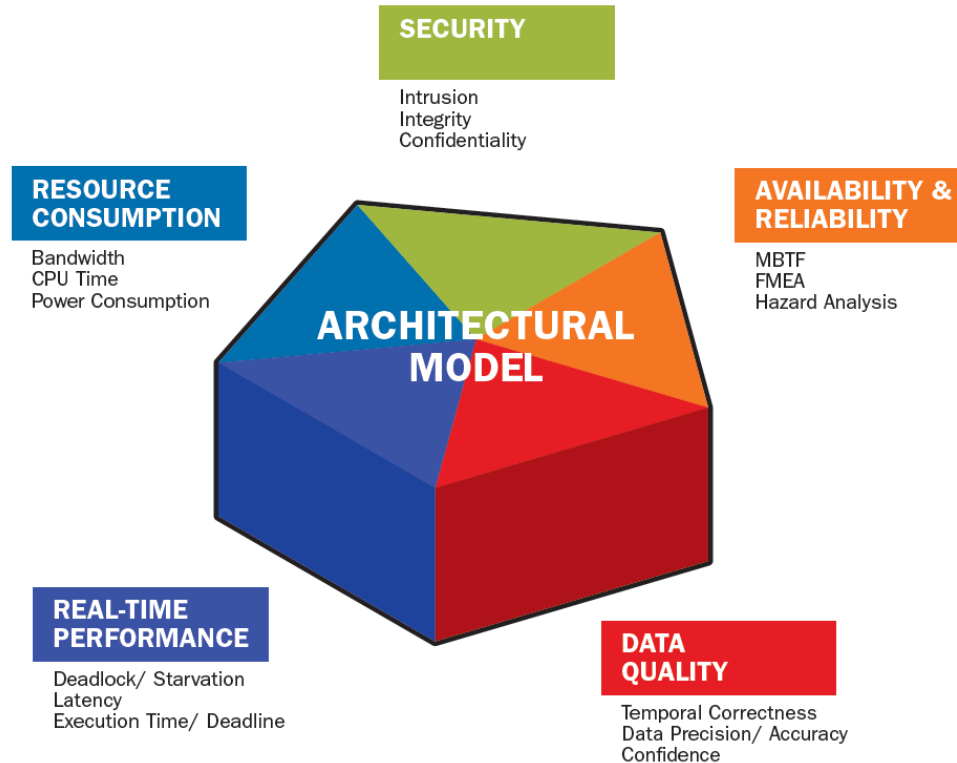 SECURITY
Intrusion
Integrity
Confidentiality
RESOURCE
CONSUMPTION
Bandwidth
CPU Time
Power Consumption
AVAILABILITY &
RELIABILITY
MBTF
FMEA
Hazard Analysis
ARCHITECTURAL
MODEL
REAL-TIME
PERFORMANCE
Deadlock/ Starvation
Latency
Execution Time/ Deadline
DATA
QUALITY
Temporal Correctness
Data Precision/ Accuracy
Confidence